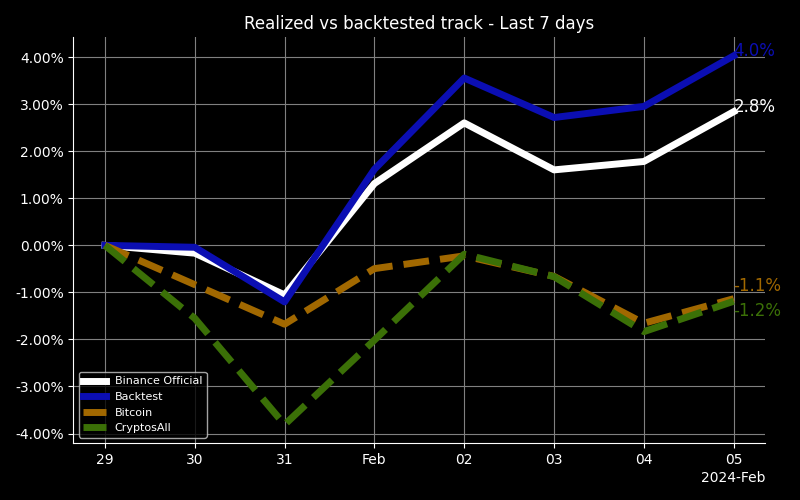 Realized vs backtested track - Last 7 days
4.00%
3.00%
2.00%
1.00%
0.00%
-1.00%
-2.00%
-3.00%
-4.00%
4.0%
2.8%
-1.1%
-1.2%
Binance Official
Backtest
Bitcoin
CryptosAll
29 30 31 Feb 02 03 04 05
2024-Feb